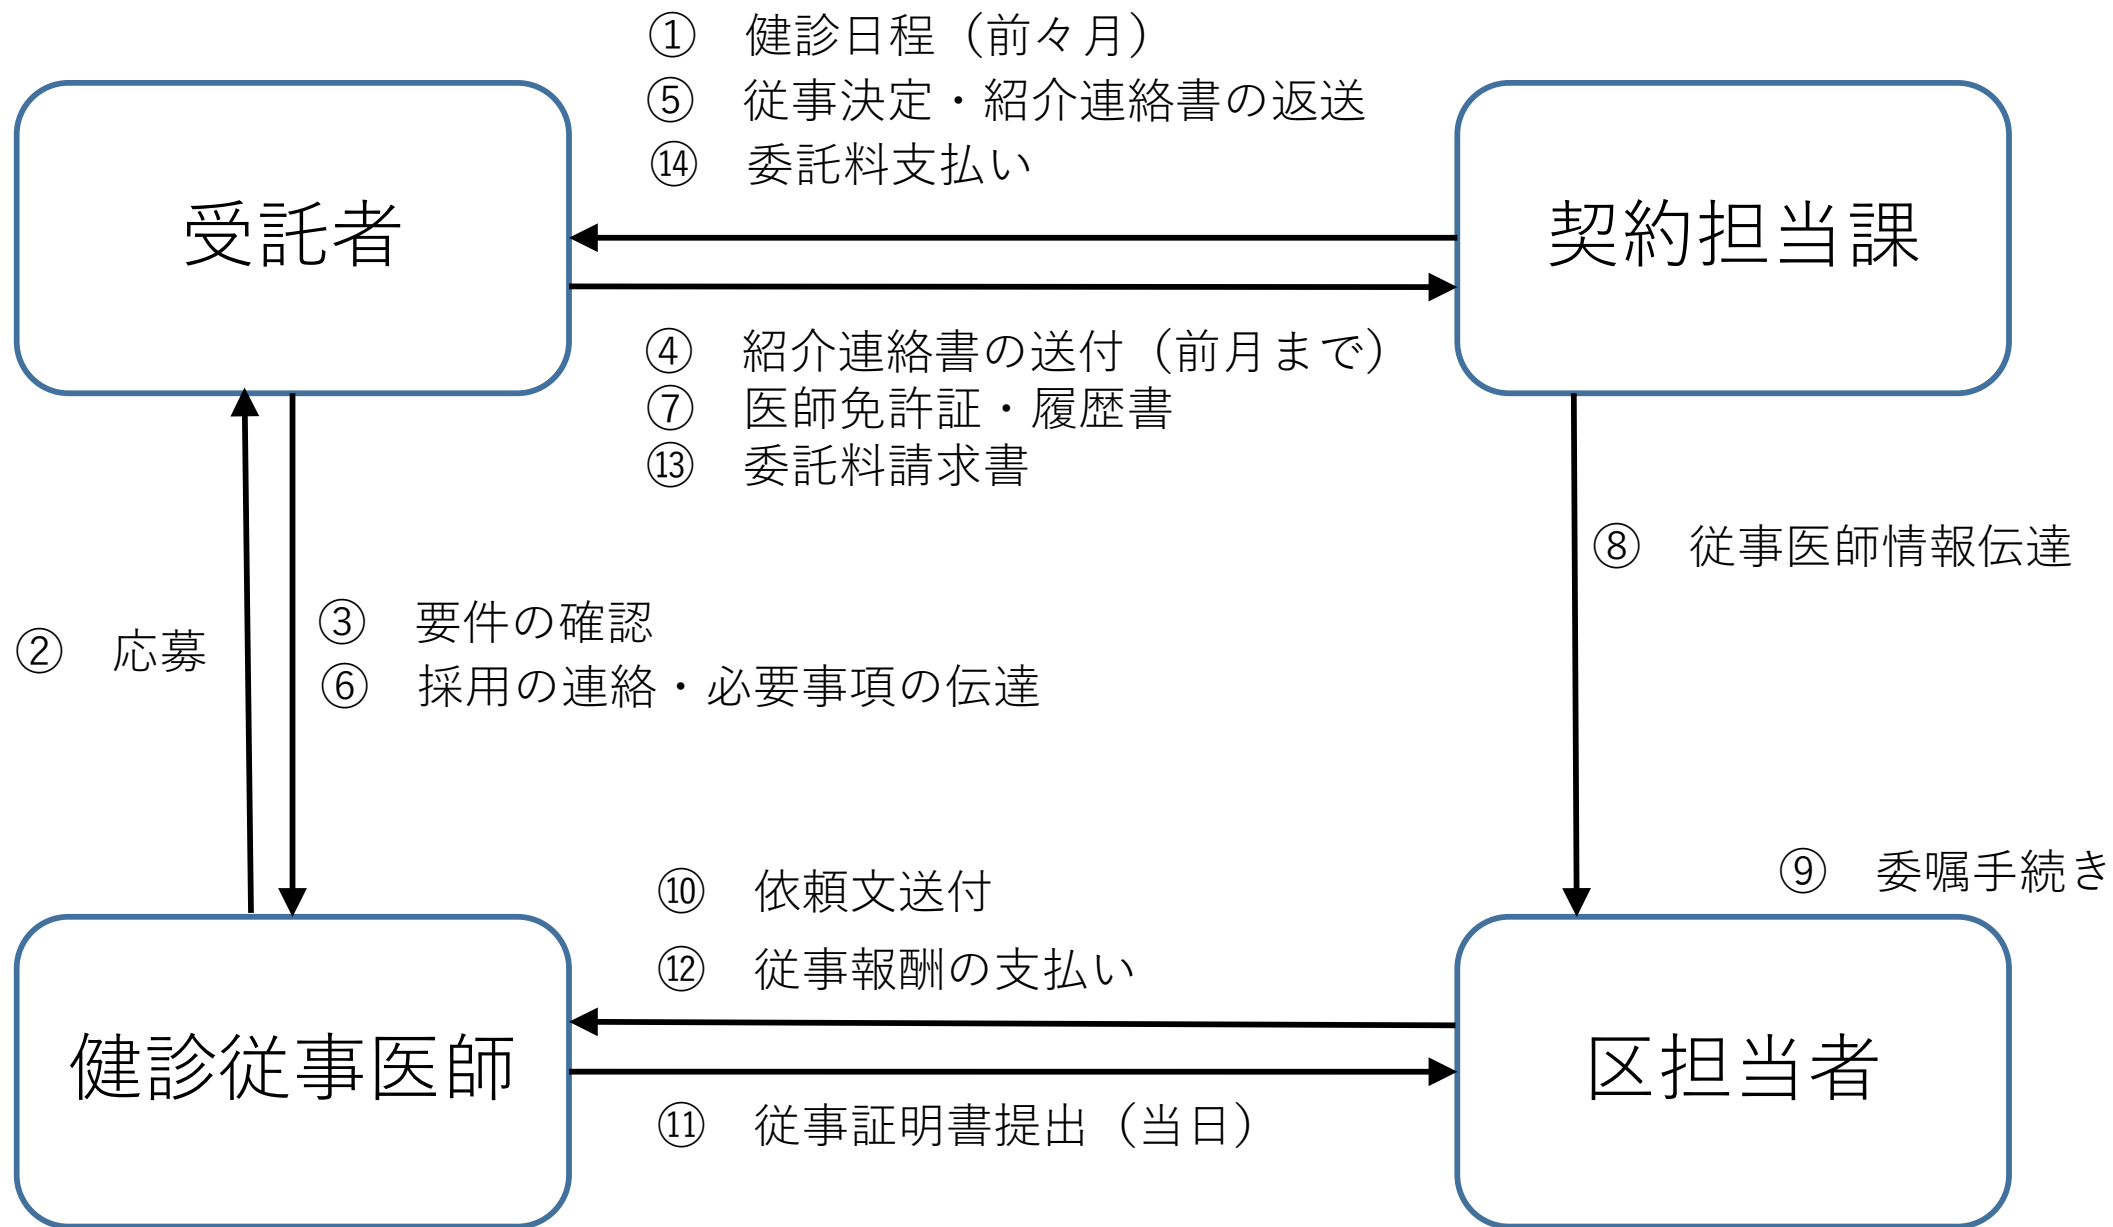 ①　健診日程（前々月）
⑤　従事決定・紹介連絡書の返送
⑭　委託料支払い
受託者
契約担当課
④　紹介連絡書の送付（前月まで）
⑦　医師免許証・履歴書
⑬　委託料請求書
⑧　従事医師情報伝達
②　応募
③　要件の確認
⑥　採用の連絡・必要事項の伝達
⑨　委嘱手続き
⑩　依頼文送付
⑫　従事報酬の支払い
健診従事医師
区担当者
⑪　従事証明書提出（当日）